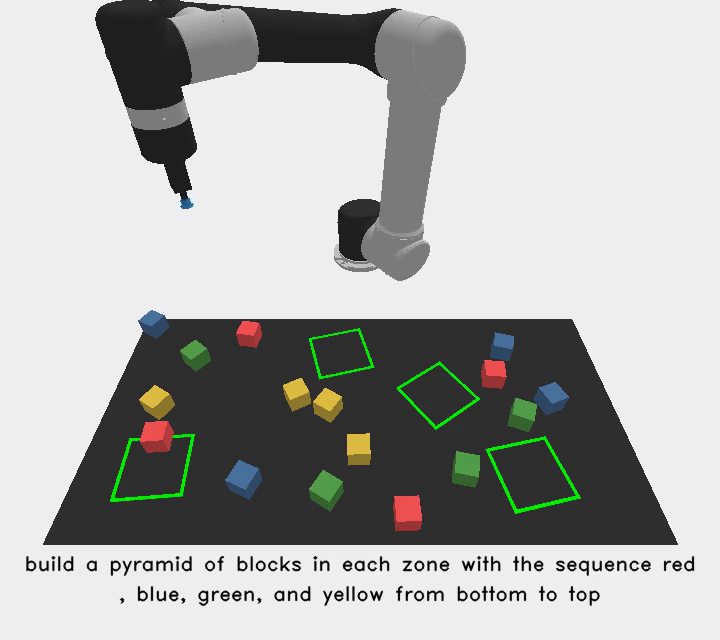 build a pyramid of blocks in each zone with the sequence red
, blue, green, and yellow from bottom to top